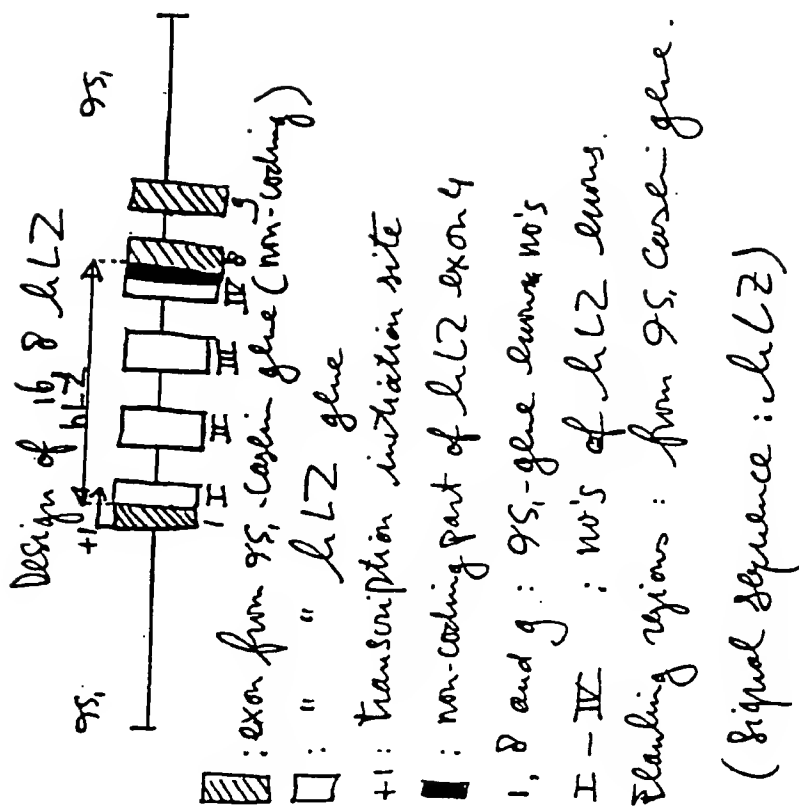 Design of 16, 8 hLZ
hLZ
αS₁ +1 αS₁
1 I II III IV 8 9
: exon from αS₁-casein gene (non-coding)
: " " hLZ gene
+1: transcription initiation site
: non-coding part of hLZ exon 4
1, 8 and 9 : αS₁-gene exons no's
I - IV : no's of hLZ exons.
Flanking regions : from αS₁ casein gene.
(signal sequence : hLZ)